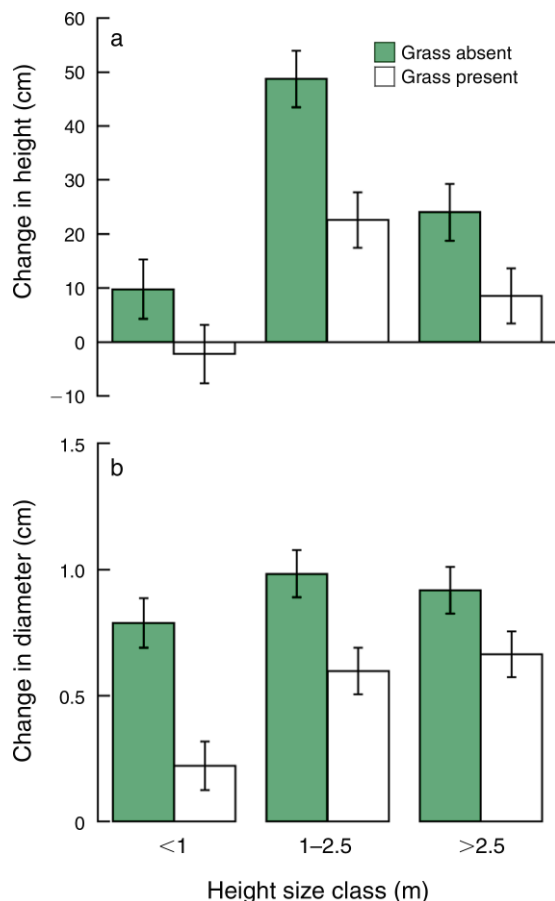 a
Grass absent
Grass present
Change in height (cm)
60
50
40
30
20
10
0
−10
b
Change in diameter (cm)
1.5
1.0
0.5
0
<1 1–2.5 >2.5
Height size class (m)